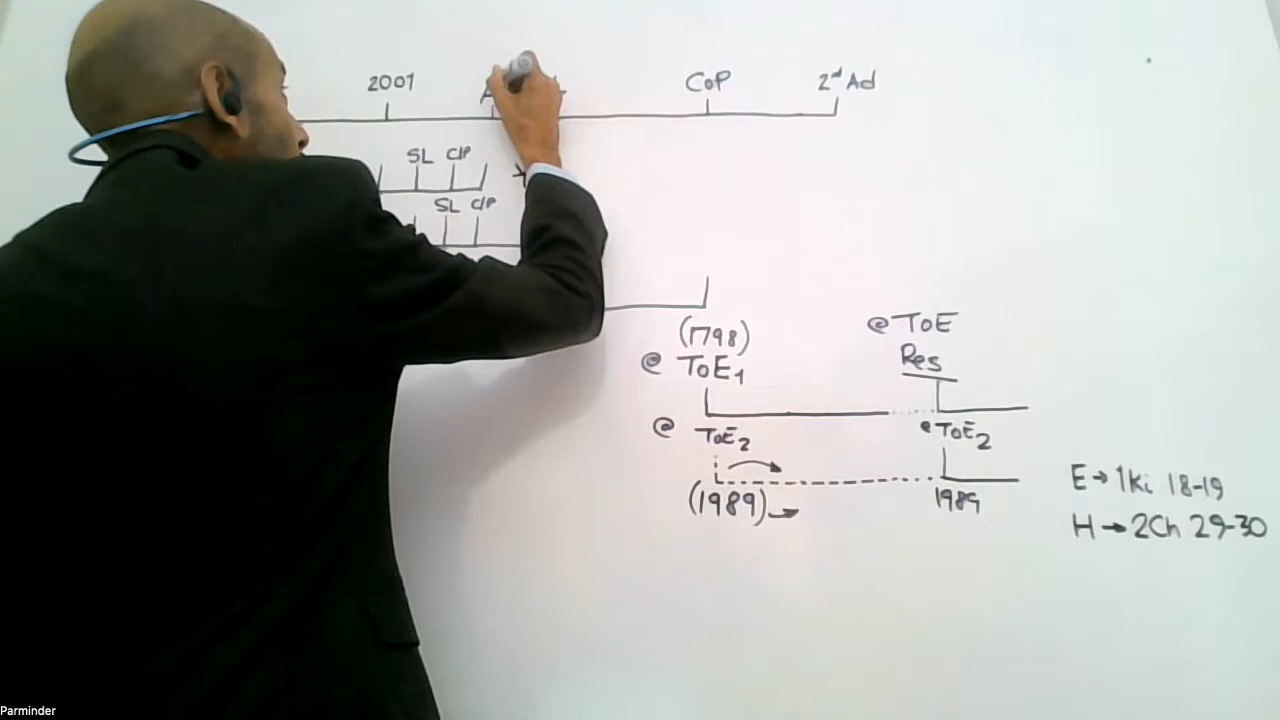 2001 CoP 2nd Ad
SL C/P
SL C/P
(1798)
@ ToE1
@ ToE
Res
@ ToE2
@ ToE2
(1989)
1989
E→1Ki 18-19
H→2Ch 29-30
Parminder